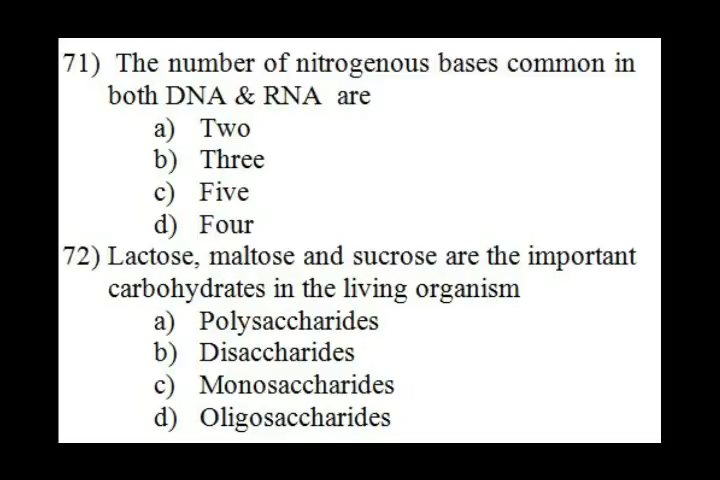 71) The number of nitrogenous bases common in
both DNA & RNA are
a) Two
b) Three
c) Five
d) Four
72) Lactose, maltose and sucrose are the important
carbohydrates in the living organism
a) Polysaccharides
b) Disaccharides
c) Monosaccharides
d) Oligosaccharides